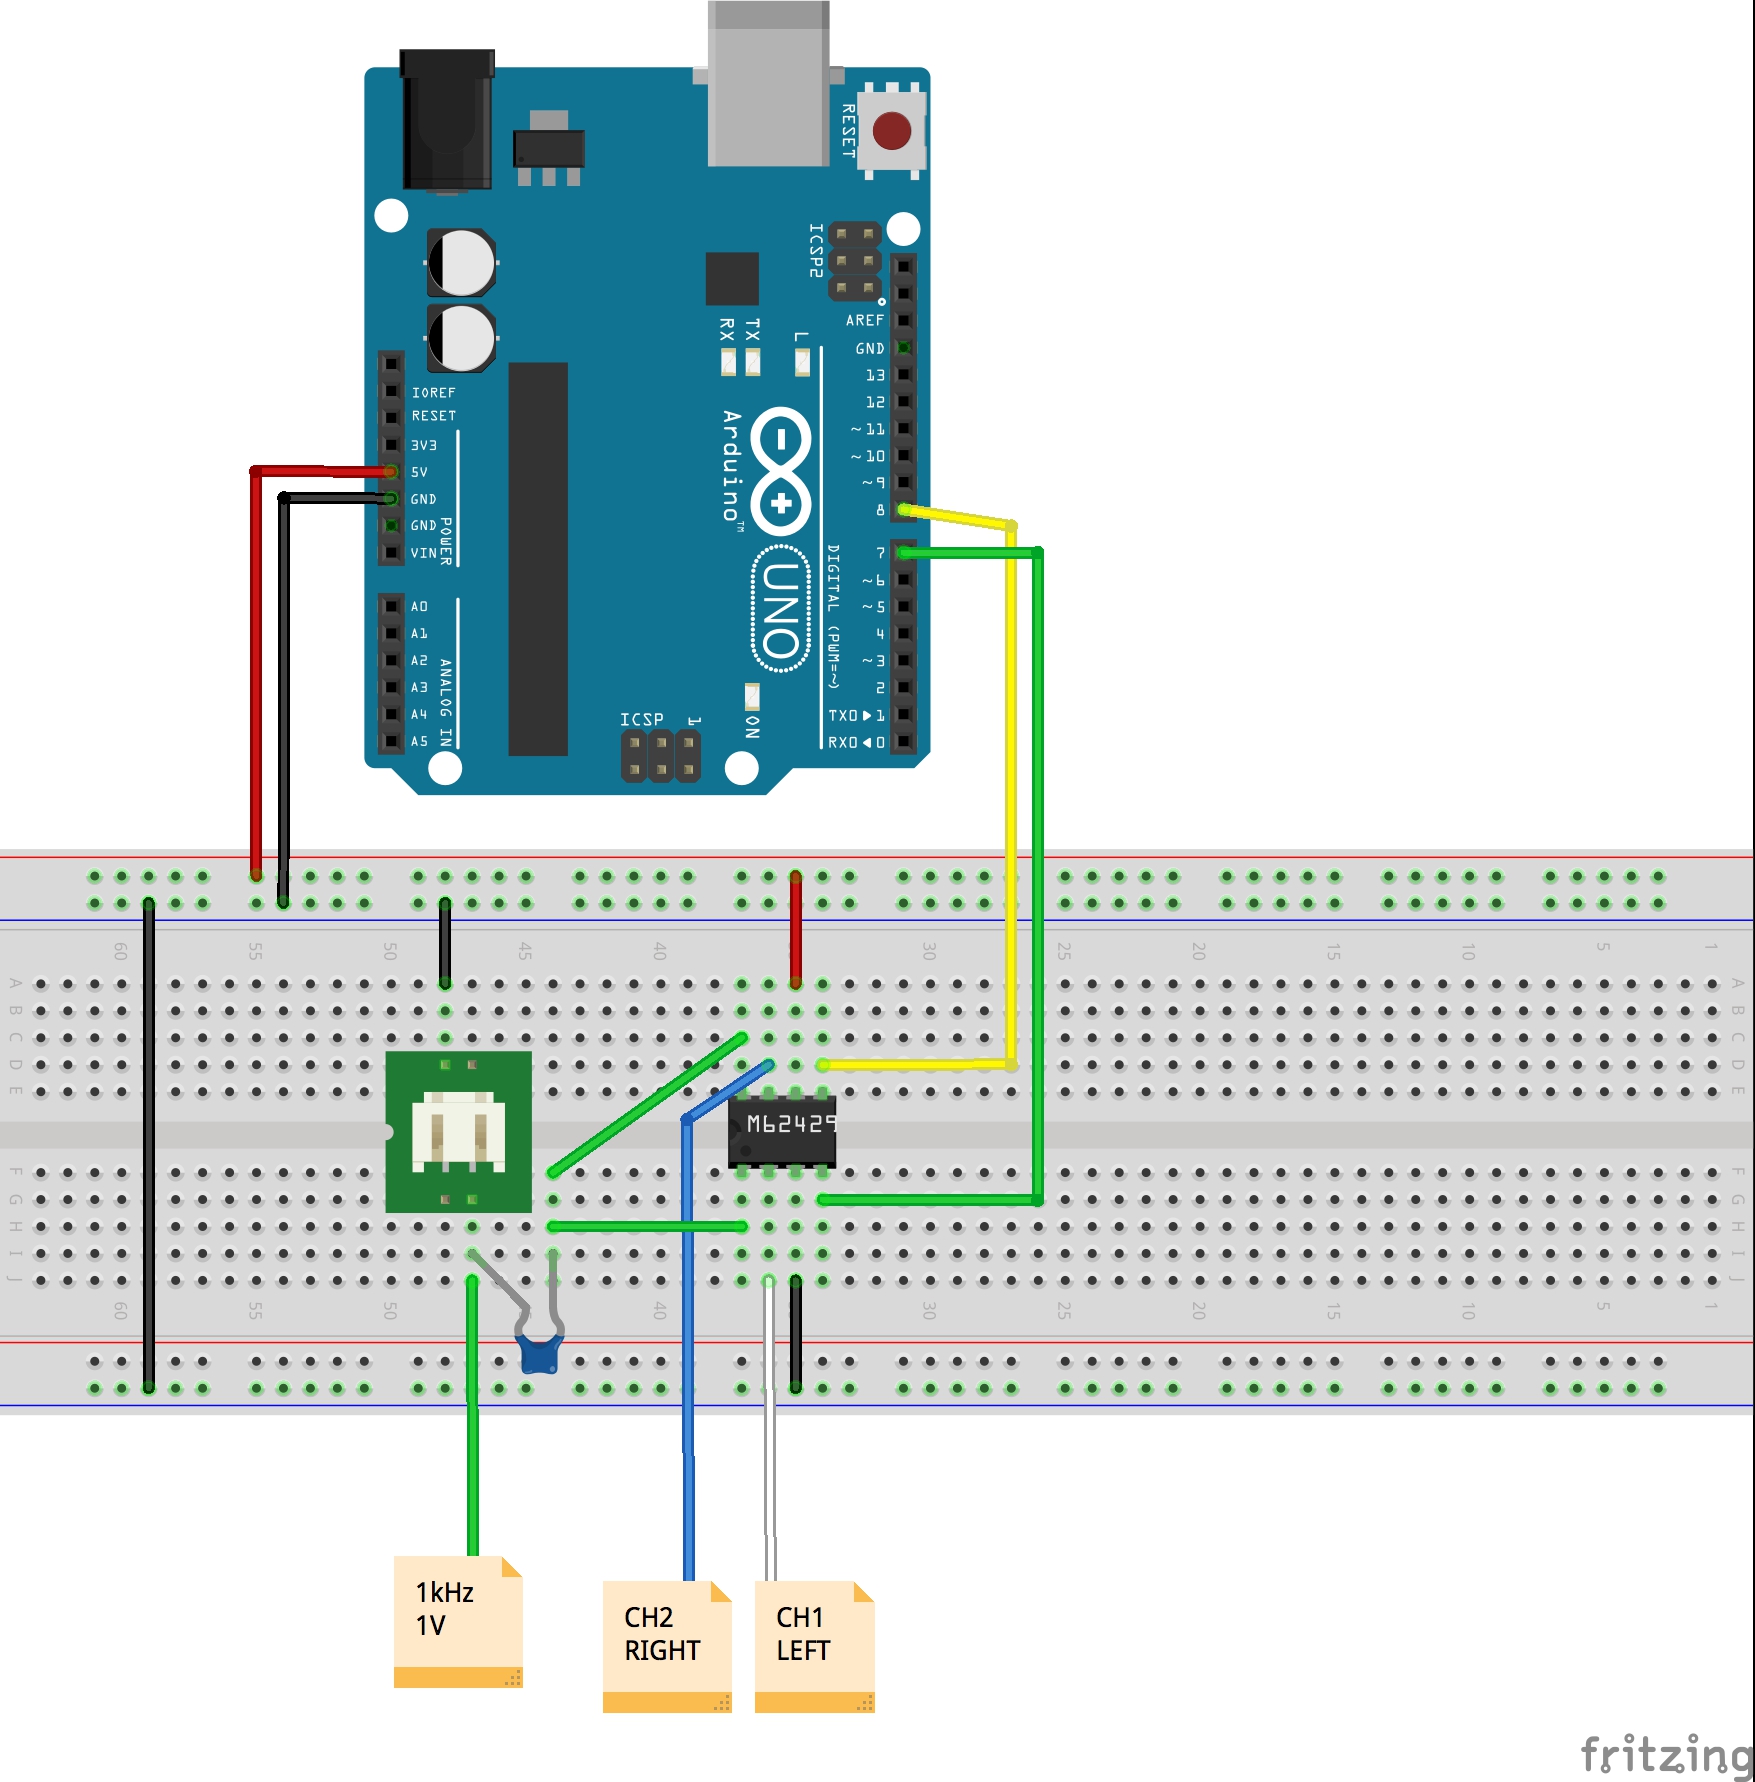 RESET
ICSP2
AREF
GND
13
12
~11
~10
~9
8
7
~6
~5
4
~3
2
TX0▶1
RX0◀0
RX
TX
L
IOREF
RESET
3V3
5V
GND
GND
VIN
POWER
A0
A1
A2
A3
A4
A5
ANALOG IN
Arduino™
UNO
DIGITAL (PWM=~)
ICSP 1
ON
60 55 50 45 40 30 25 20 15 10 5 1
A A
B B
C C
D D
E E
M62429
F F
G G
H H
I I
J J
60 55 50 40 30 25 20 15 10 5 1
1kHz
1V
CH2
RIGHT
CH1
LEFT
fritzing